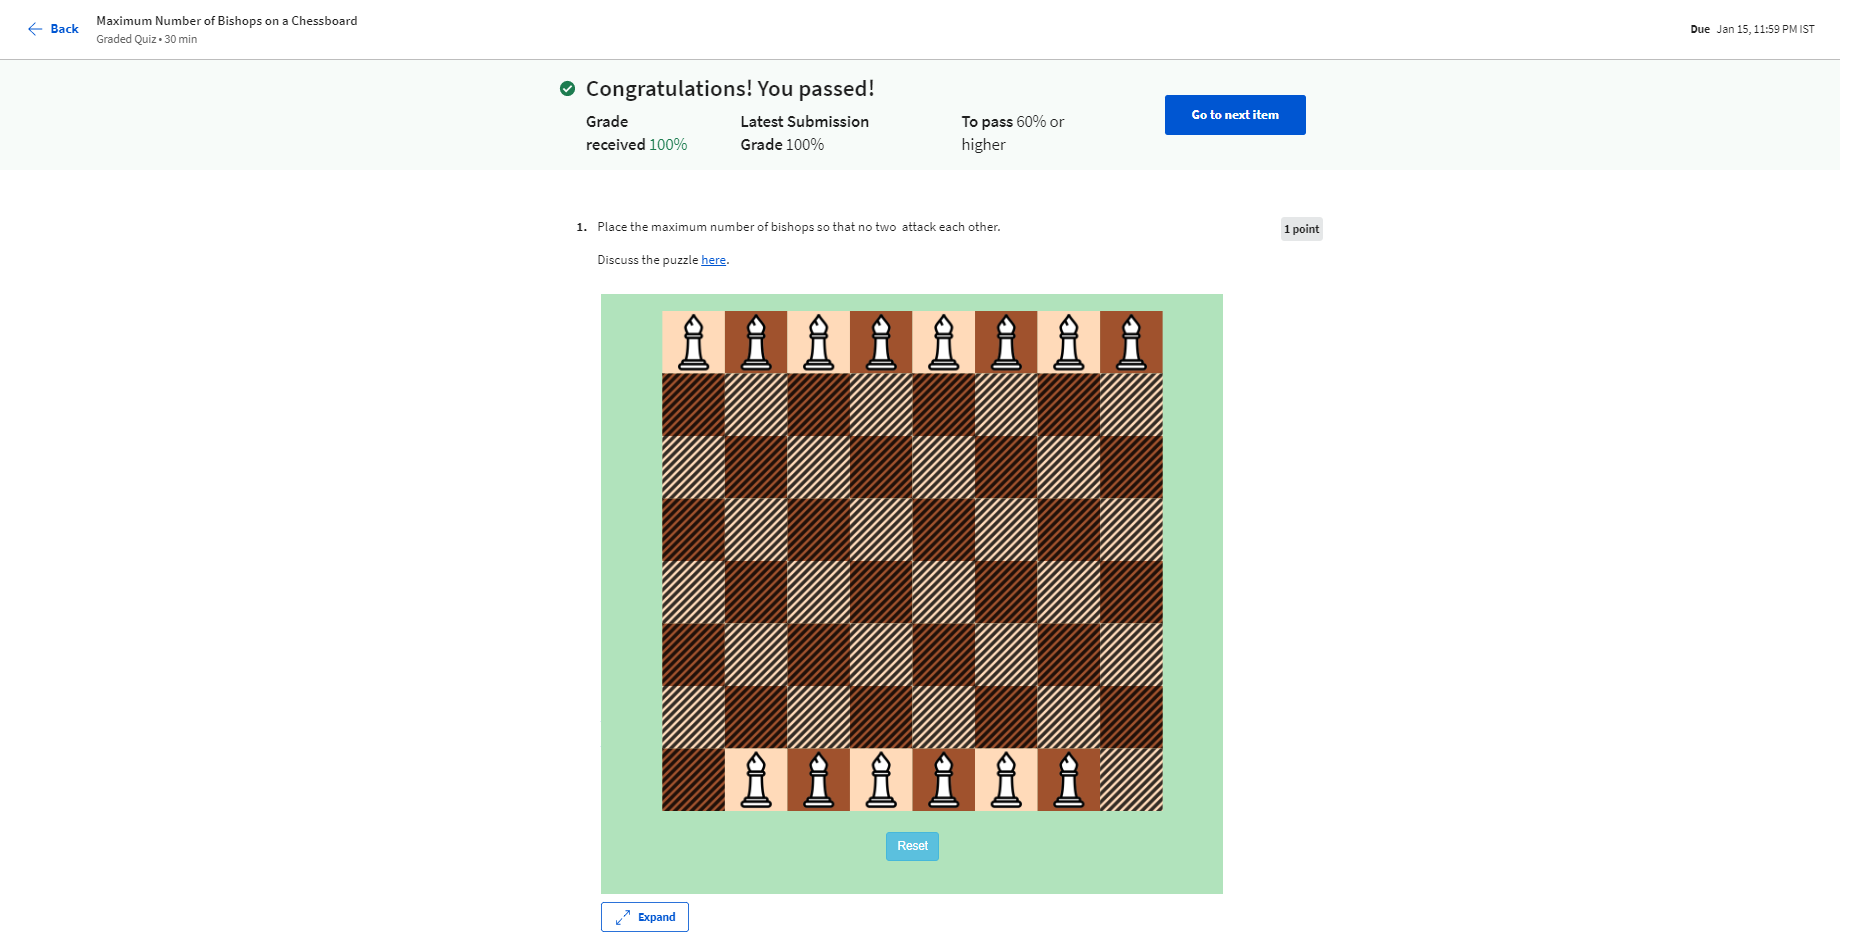 Back
Maximum Number of Bishops on a Chessboard
Graded Quiz • 30 min
Due Jan 15, 11:59 PM IST
Congratulations! You passed!
Grade
received 100%
Latest Submission
Grade 100%
To pass 60% or
higher
Go to next item
1. Place the maximum number of bishops so that no two attack each other.
1 point
Discuss the puzzle here.
Reset
Expand